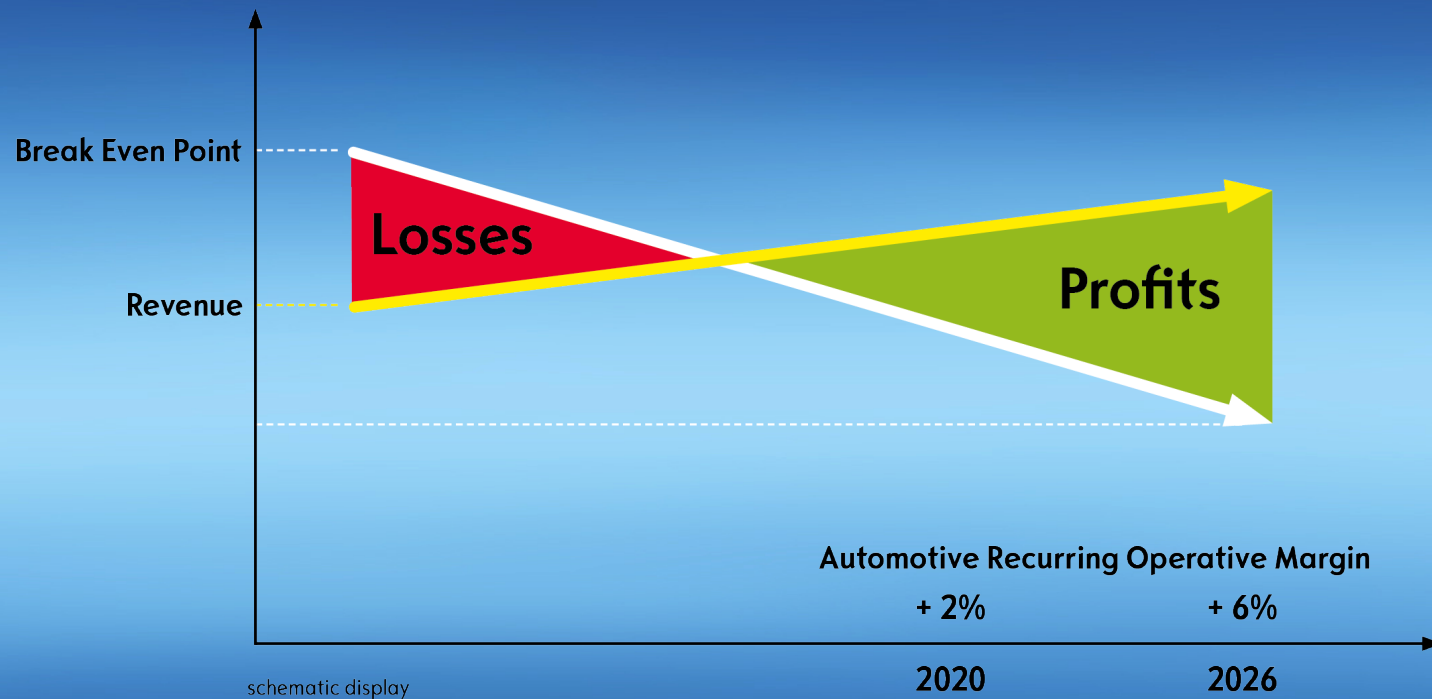 Break Even Point
Losses
Profits
Revenue
Automotive Recurring Operative Margin
+ 2% + 6%
2020 2026
schematic display